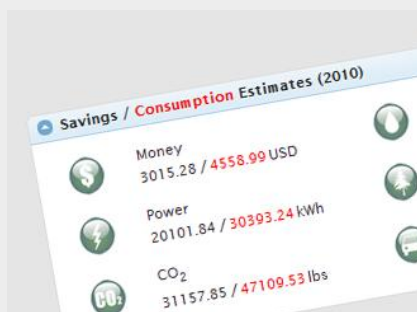 Savings / Consumption Estimates (2010)
$
Money
3015.28 / 4558.99 USD
Power
20101.84 / 30393.24 kWh
CO2
CO₂
31157.85 / 47109.53 lbs